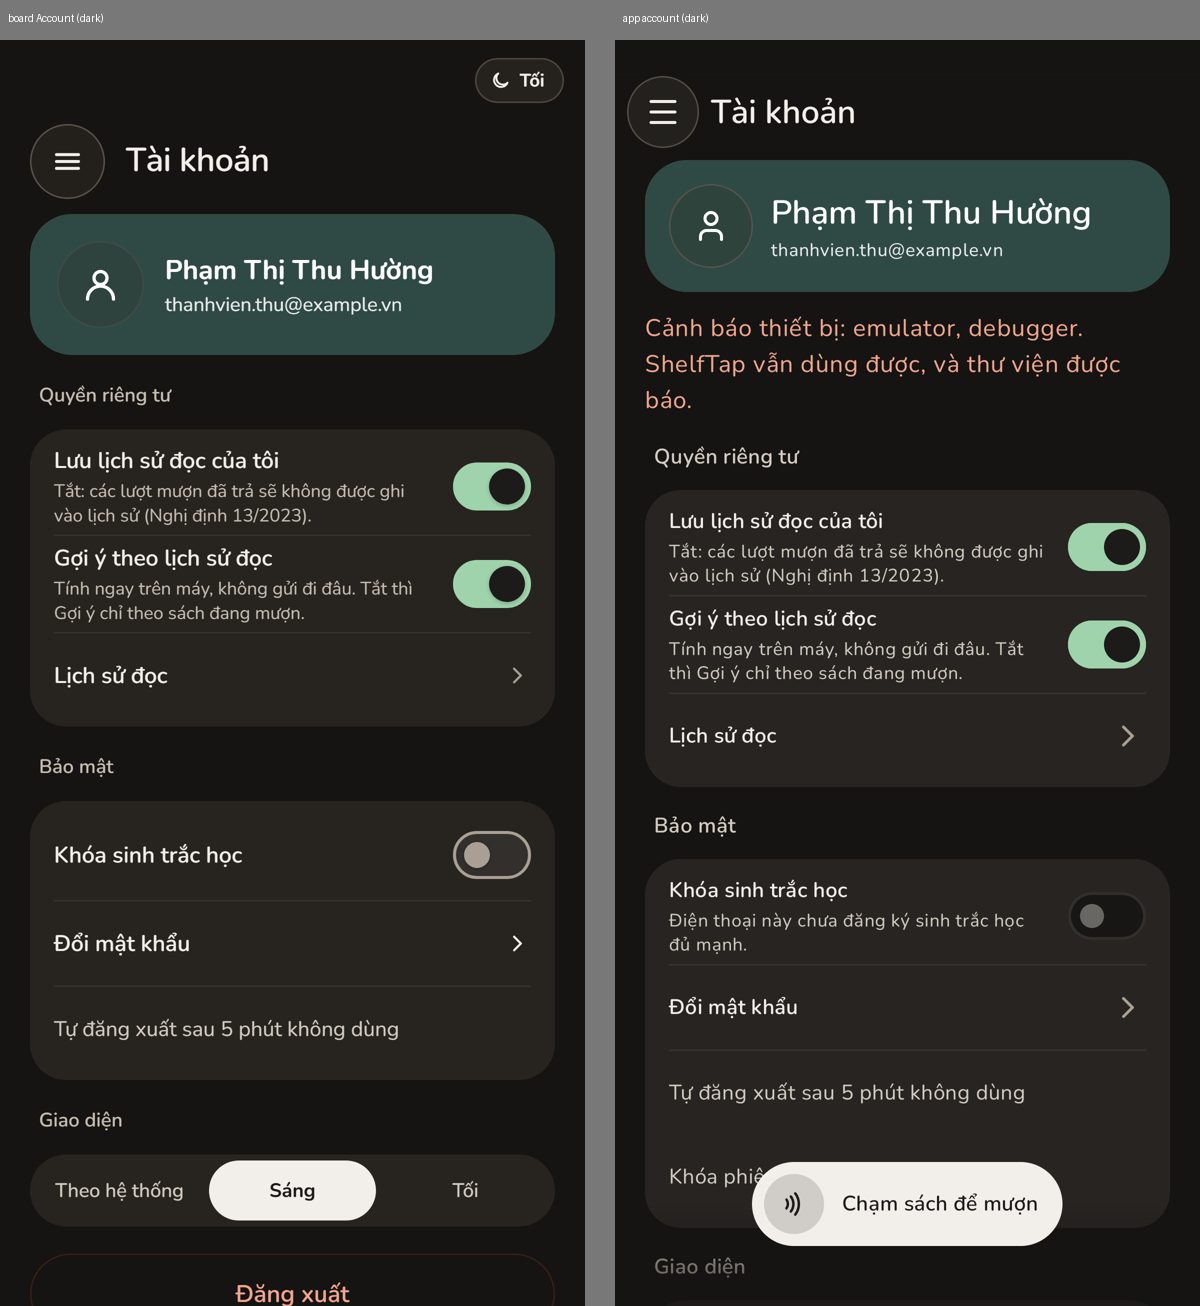 board Account (dark)
Tối
Tài khoản
Phạm Thị Thu Hường
thanhvien.thu@example.vn
Quyền riêng tư
Lưu lịch sử đọc của tôi
Tắt: các lượt mượn đã trả sẽ không được ghi
vào lịch sử (Nghị định 13/2023).
Gợi ý theo lịch sử đọc
Tính ngay trên máy, không gửi đi đâu. Tắt thì
Gợi ý chỉ theo sách đang mượn.
Lịch sử đọc
Bảo mật
Khóa sinh trắc học
Đổi mật khẩu
Tự đăng xuất sau 5 phút không dùng
Giao diện
Theo hệ thống
Sáng
Tối
Đăng xuất
app account (dark)
Tài khoản
Phạm Thị Thu Hường
thanhvien.thu@example.vn
Cảnh báo thiết bị: emulator, debugger.
ShelfTap vẫn dùng được, và thư viện được
báo.
Quyền riêng tư
Lưu lịch sử đọc của tôi
Tắt: các lượt mượn đã trả sẽ không được ghi
vào lịch sử (Nghị định 13/2023).
Gợi ý theo lịch sử đọc
Tính ngay trên máy, không gửi đi đâu. Tắt
thì Gợi ý chỉ theo sách đang mượn.
Lịch sử đọc
Bảo mật
Khóa sinh trắc học
Điện thoại này chưa đăng ký sinh trắc học
đủ mạnh.
Đổi mật khẩu
Tự đăng xuất sau 5 phút không dùng
Khóa
Chạm sách để mượn
Giao diện